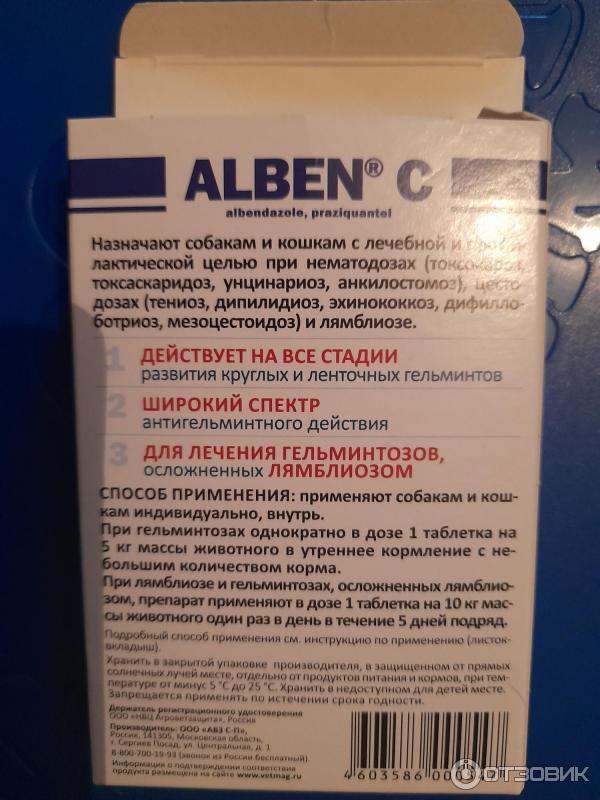 ALBEN® C
albendazole, praziquantel
Назначают собакам и кошкам с лечебной и
лактической целью при нематодозах (токсокароз,
токсаскаридоз, унцинариоз, анкилостомоз), цесто-
дозах (тениоз, дипилидиоз, эхинококкоз, дифилло-
ботриоз, мезоцестоидоз) и лямблиозе.
1 ДЕЙСТВУЕТ НА ВСЕ СТАДИИ
развития круглых и ленточных гельминтов
2 ШИРОКИЙ СПЕКТР
антигельминтного действия
3 ДЛЯ ЛЕЧЕНИЯ ГЕЛЬМИНТОЗОВ,
осложненных ЛЯМБЛИОЗОМ
СПОСОБ ПРИМЕНЕНИЯ: применяют собакам и кош-
кам индивидуально, внутрь.
При гельминтозах однократно в дозе 1 таблетка на
5 кг массы животного в утреннее кормление с не-
большим количеством корма.
При лямблиозе и гельминтозах, осложненных лямблио-
зом, препарат применяют в дозе 1 таблетка на 10 кг мас-
сы животного один раз в день в течение 5 дней подряд.
Подробный способ применения см. инструкцию по применению (листок-
вкладыш).
Хранить в закрытой упаковке производителя, в защищенном от прямых
солнечных лучей месте, отдельно от продуктов питания и кормов, при тем-
пературе от минус 5 °С до 25 °С. Хранить в недоступном для детей месте.
Запрещается применять по истечении срока годности.
Держатель регистрационного удостоверения
ООО «НВЦ Агроветзащита», Россия
Производитель: ООО «АВЗ С-П»,
Россия, 141305, Московская область,
г. Сергиев Посад, ул. Центральная, д. 1
8-800-700-19-93 (звонок из России бесплатный).
Информация о подтверждении соответствия
продукта размещена на сайте www.vetmag.ru
4 603586 000
ОТЗОВИК